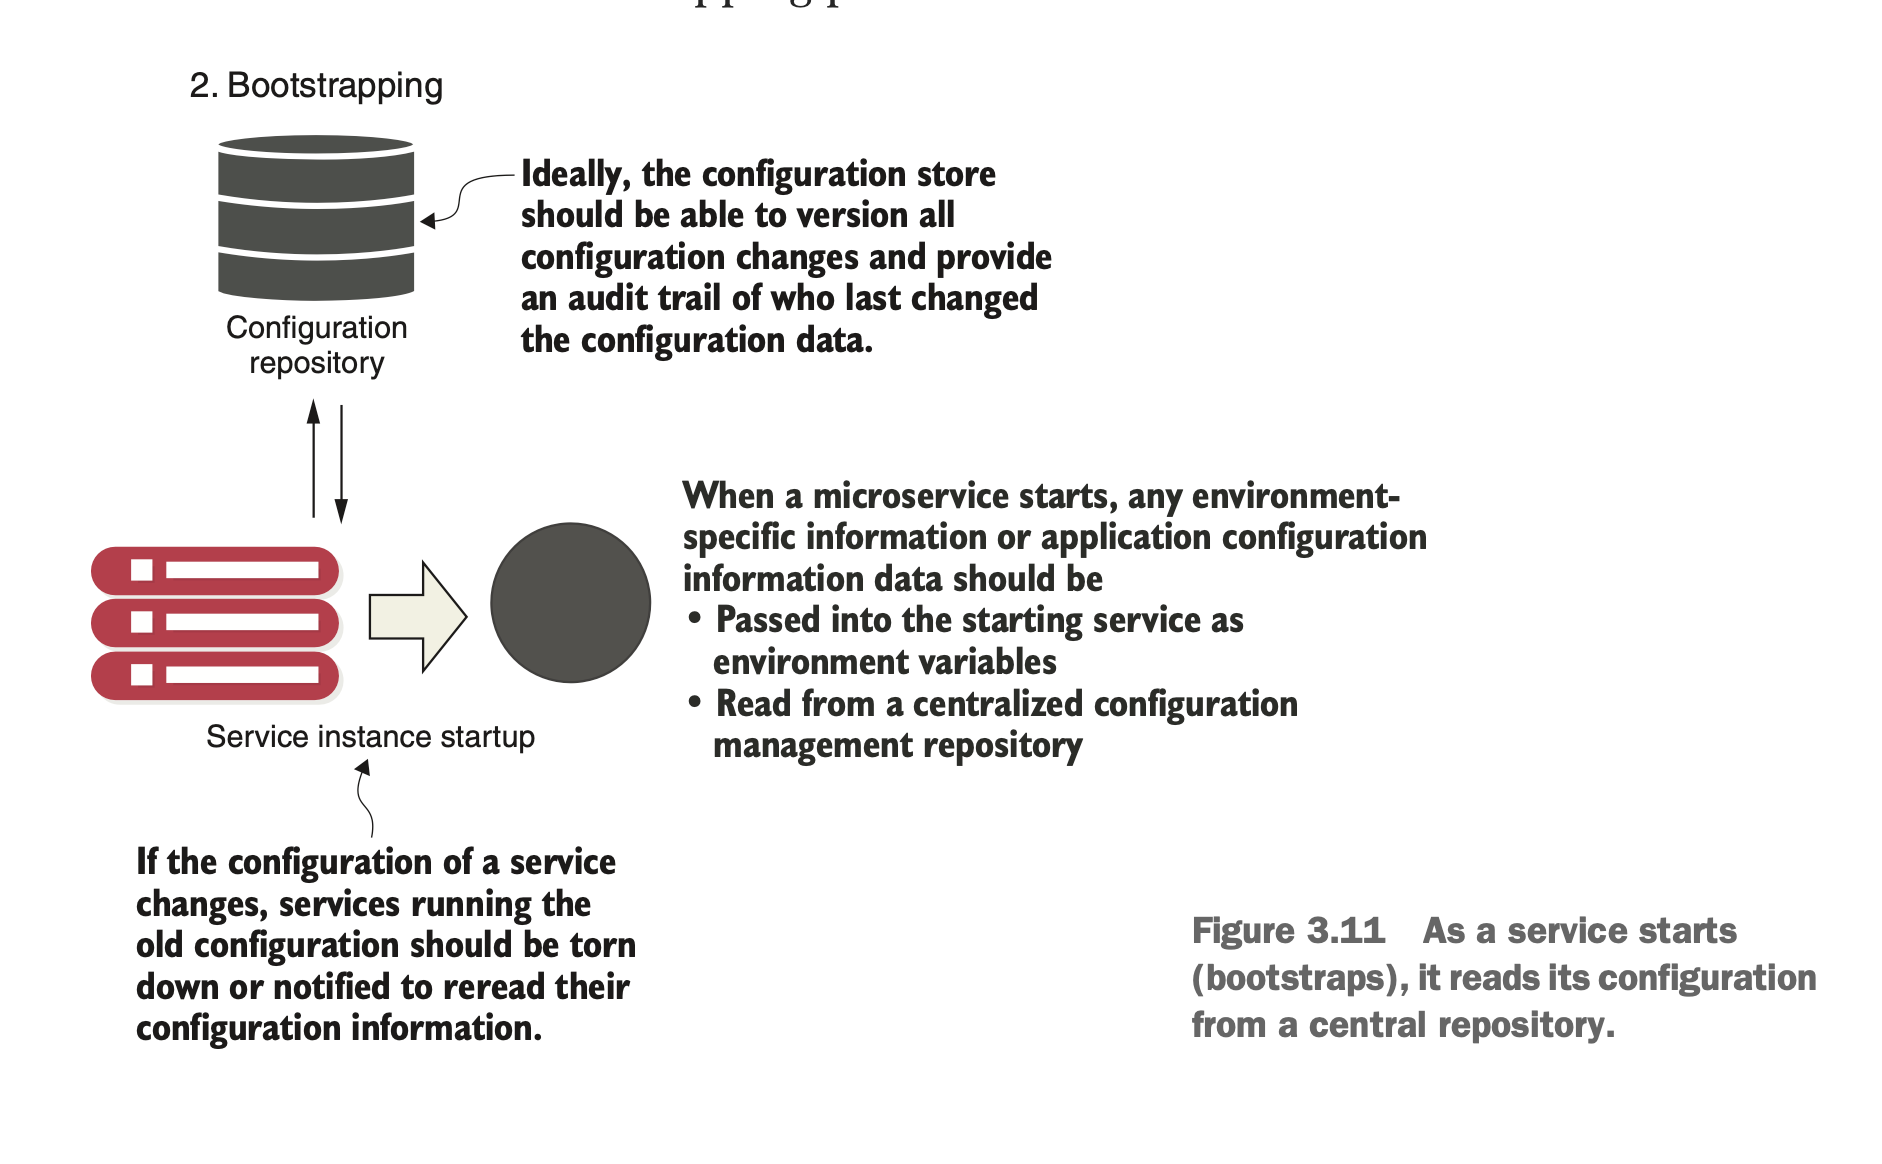 2. Bootstrapping
Ideally, the configuration store
should be able to version all
configuration changes and provide
an audit trail of who last changed
the configuration data.
Configuration
repository
When a microservice starts, any environment-
specific information or application configuration
information data should be
• Passed into the starting service as
environment variables
• Read from a centralized configuration
management repository
Service instance startup
If the configuration of a service
changes, services running the
old configuration should be torn
down or notified to reread their
configuration information.
Figure 3.11 As a service starts
(bootstraps), it reads its configuration
from a central repository.